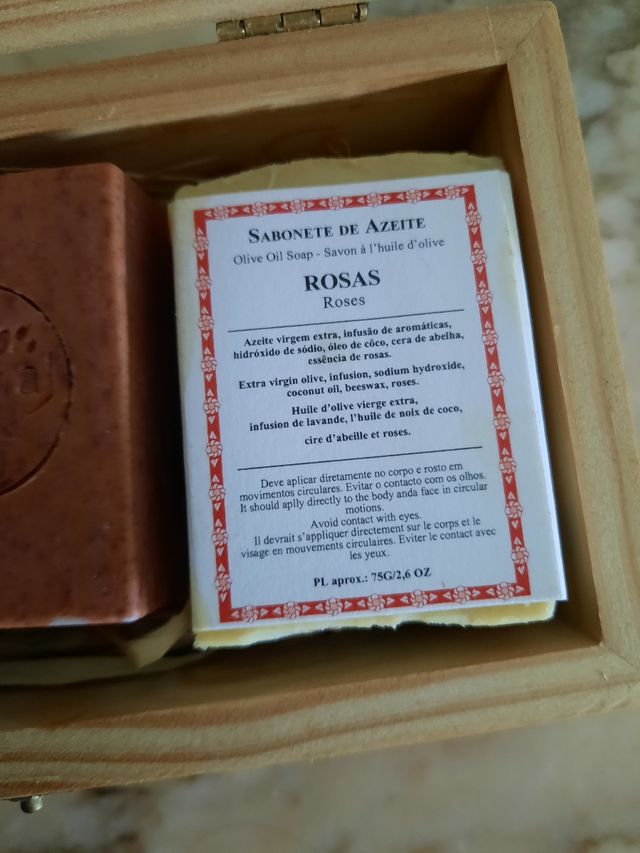 SABONETE DE AZEITE
Olive Oil Soap - Savon à l'huile d'olive
ROSAS
Roses
Azeite virgem extra, infusão de aromáticas,
hidróxido de sódio, óleo de côco, cera de abelha,
essência de rosas.
Extra virgin olive, infusion, sodium hydroxide,
coconut oil, beeswax, roses.
Huile d'olive vierge extra,
infusion de lavande, l'huile de noix de coco,
cire d'abeille et roses.
Deve aplicar diretamente no corpo e rosto em
movimentos circulares. Evitar o contacto com os olhos.
It should aplly directly to the body anda face in circular
motions.
Avoid contact with eyes.
Il devrait s'appliquer directement sur le corps et le
visage en mouvements circulaires. Eviter le contact avec
les yeux.
PL aprox.: 75G/2,6 OZ